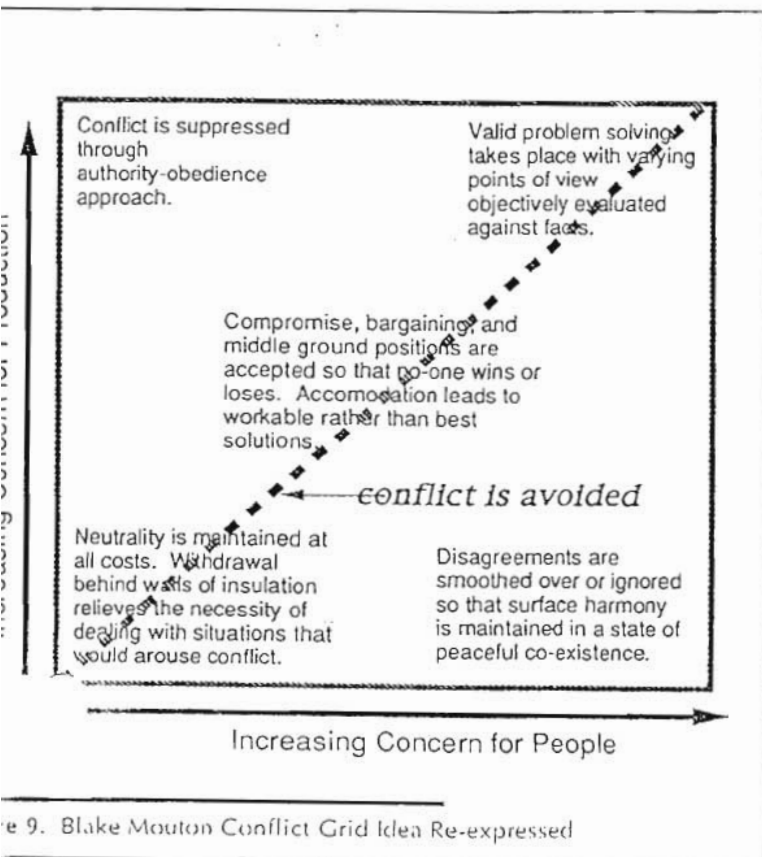 Conflict is suppressed
through
authority-obedience
approach.
Valid problem solving
takes place with varying
points of view
objectively evaluated
against facts.
Compromise, bargaining, and
middle ground positions are
accepted so that no-one wins or
loses. Accomodation leads to
workable rather than best
solutions.
conflict is avoided
Neutrality is maintained at
all costs. Withdrawal
behind walls of insulation
relieves the necessity of
dealing with situations that
would arouse conflict.
Disagreements are
smoothed over or ignored
so that surface harmony
is maintained in a state of
peaceful co-existence.
Increasing Concern for Production
Increasing Concern for People
e 9. Blake Mouton Conflict Grid Idea Re-expressed